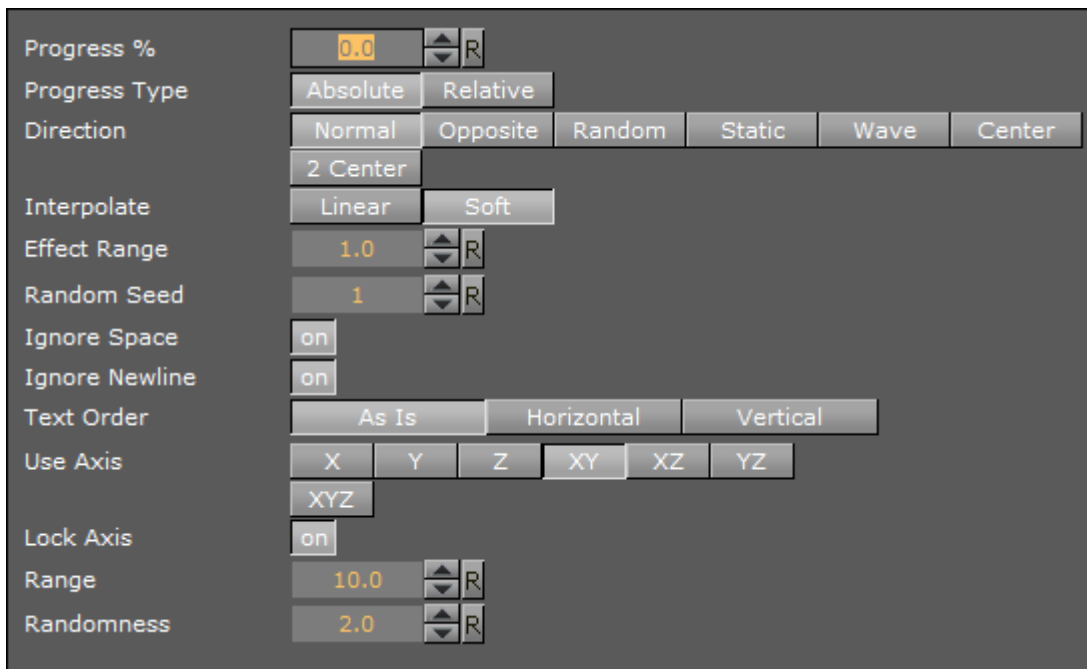 Progress % 0.0 R
Progress Type Absolute Relative
Direction Normal Opposite Random Static Wave Center
2 Center
Interpolate Linear Soft
Effect Range 1.0 R
Random Seed 1 R
Ignore Space on
Ignore Newline on
Text Order As Is Horizontal Vertical
Use Axis X Y Z XY XZ YZ
XYZ
Lock Axis on
Range 10.0 R
Randomness 2.0 R